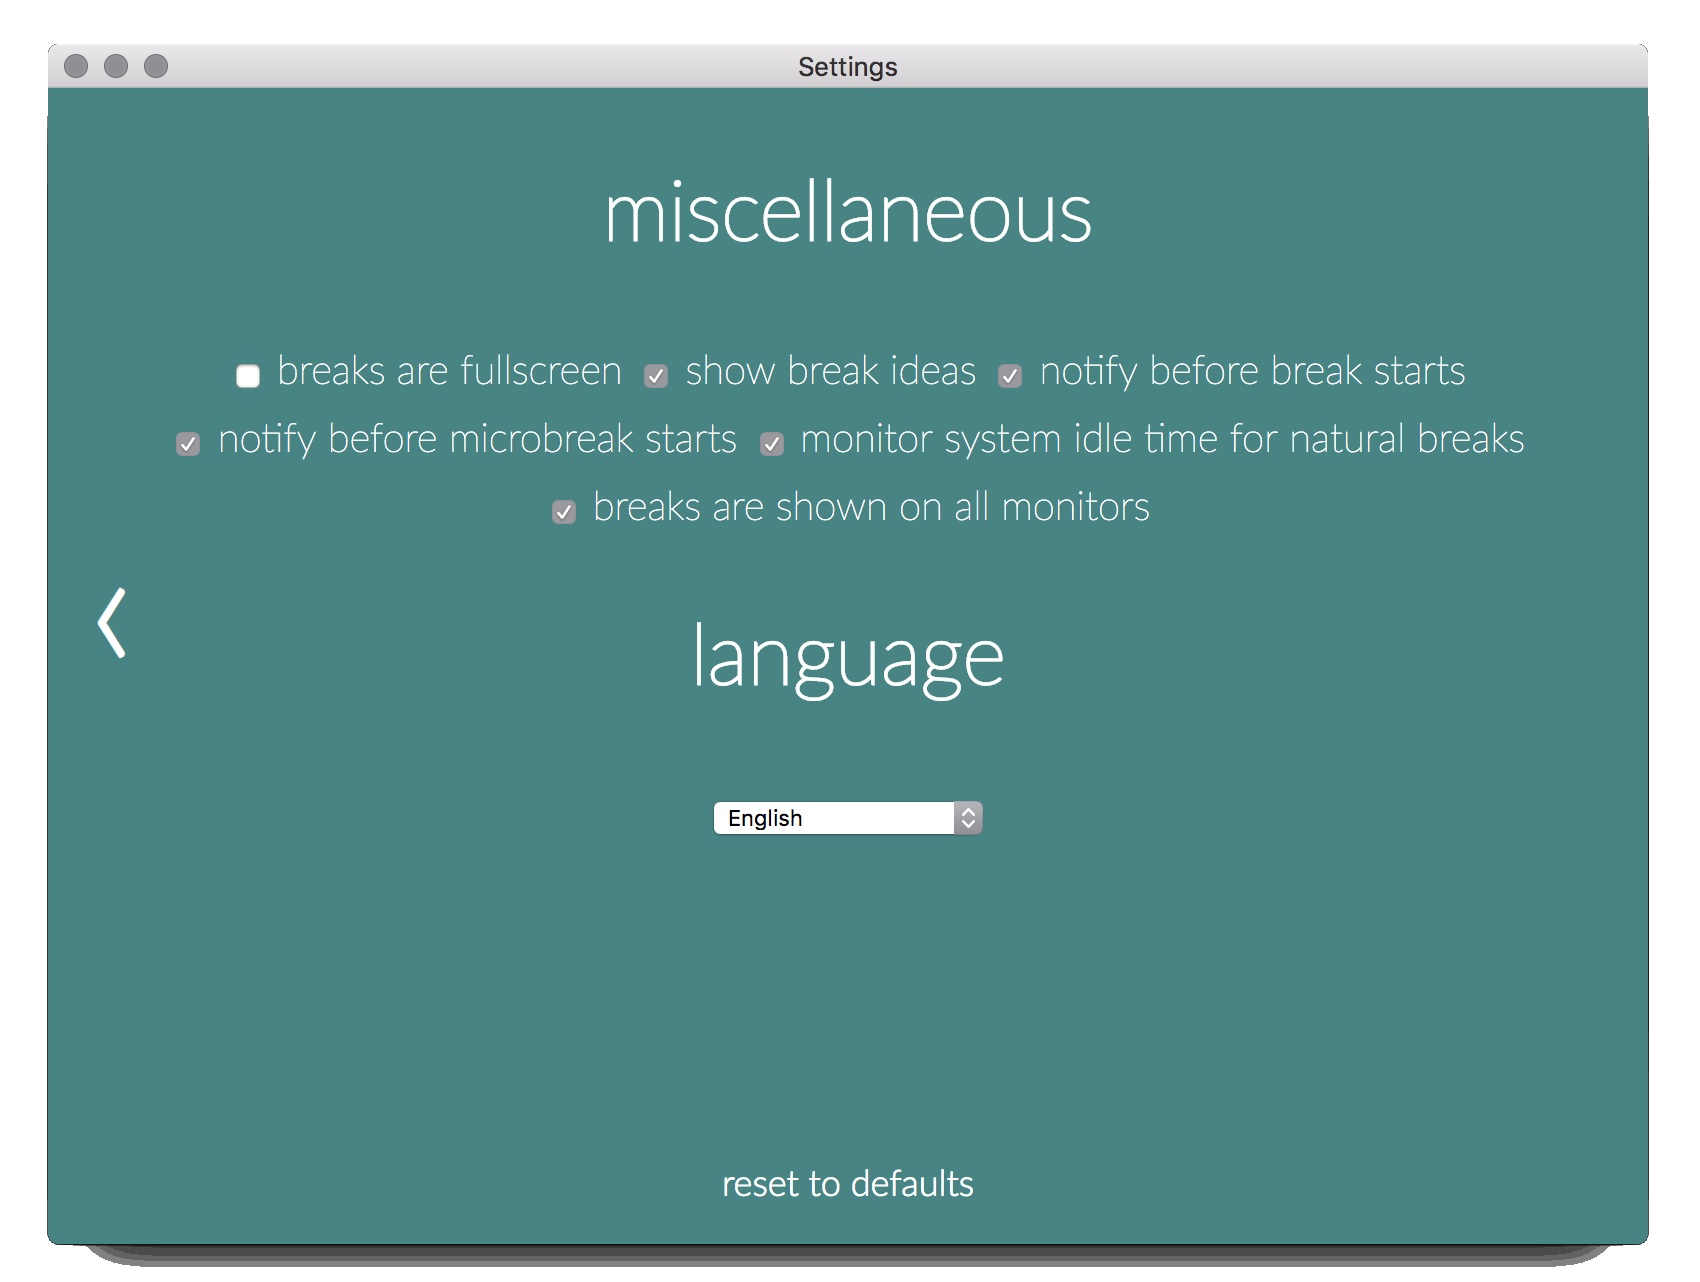 Settings
miscellaneous
breaks are fullscreen show break ideas notify before break starts
notify before microbreak starts monitor system idle time for natural breaks
breaks are shown on all monitors
language
English
reset to defaults